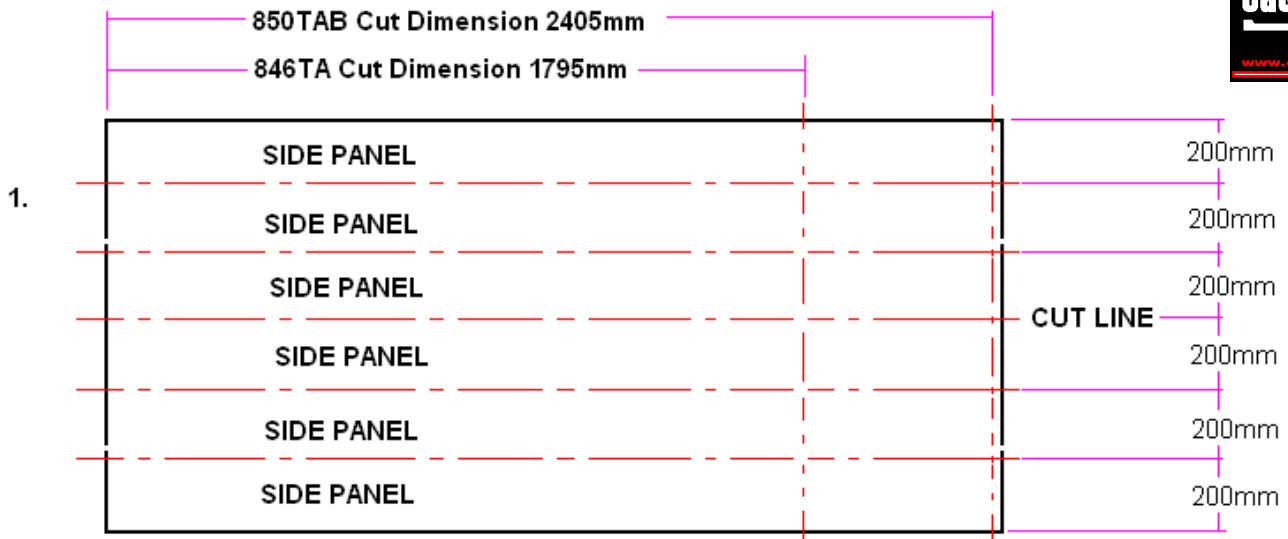 850TAB Cut Dimension 2405mm
846TA Cut Dimension 1795mm
1.
SIDE PANEL
200mm
SIDE PANEL
200mm
SIDE PANEL
200mm
CUT LINE
SIDE PANEL
200mm
SIDE PANEL
200mm
SIDE PANEL
200mm